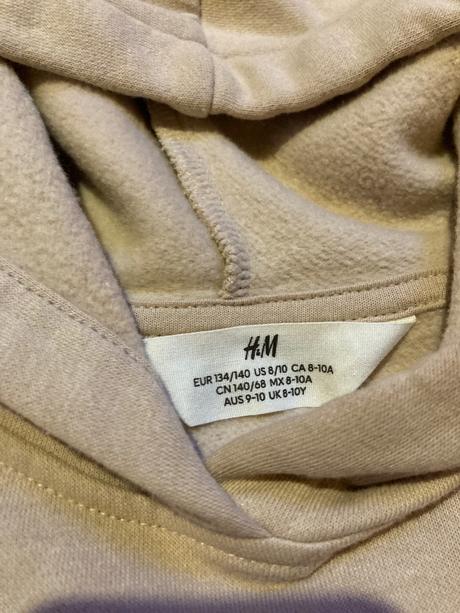 H&M
EUR 134/140 US 8/10 CA 8-10A
CN 140/68 MX 8-10A
AUS 9-10 UK 8-10Y